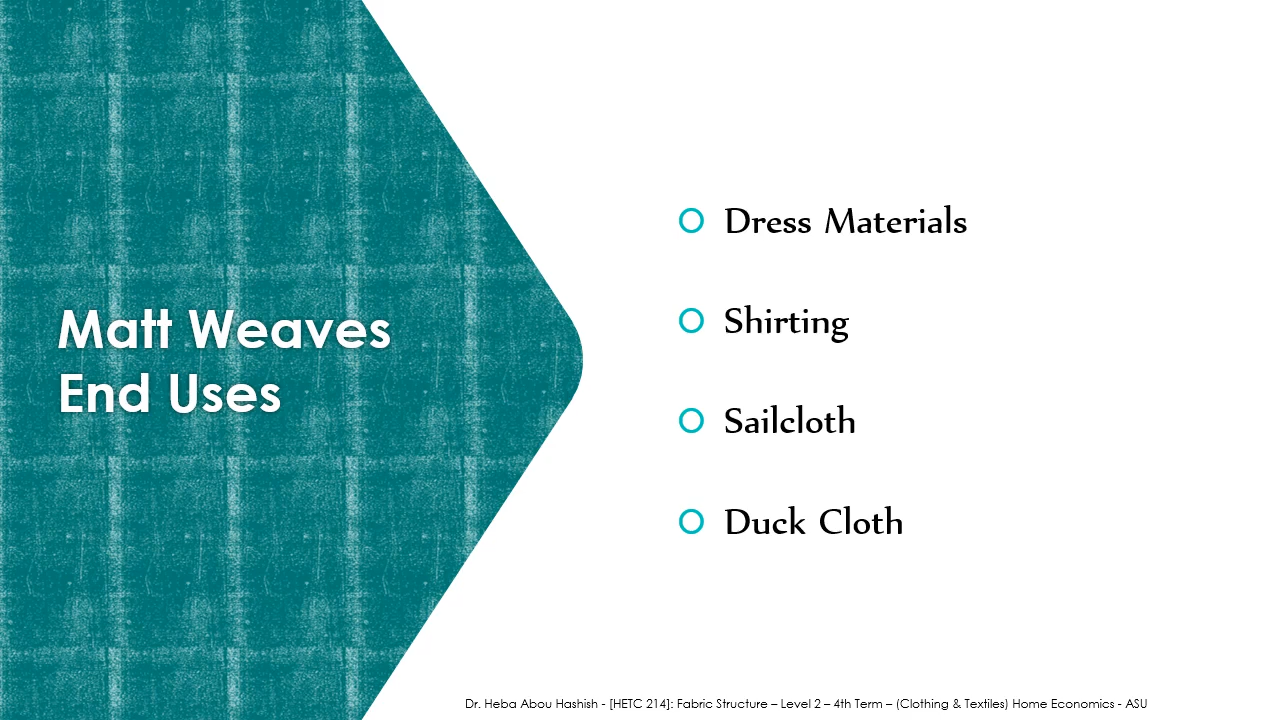 Matt Weaves
End Uses
Dress Materials
Shirting
Sailcloth
Duck Cloth
Dr. Heba Abou Hashish - [HETC 214]: Fabric Structure – Level 2 – 4th Term – (Clothing & Textiles) Home Economics - ASU